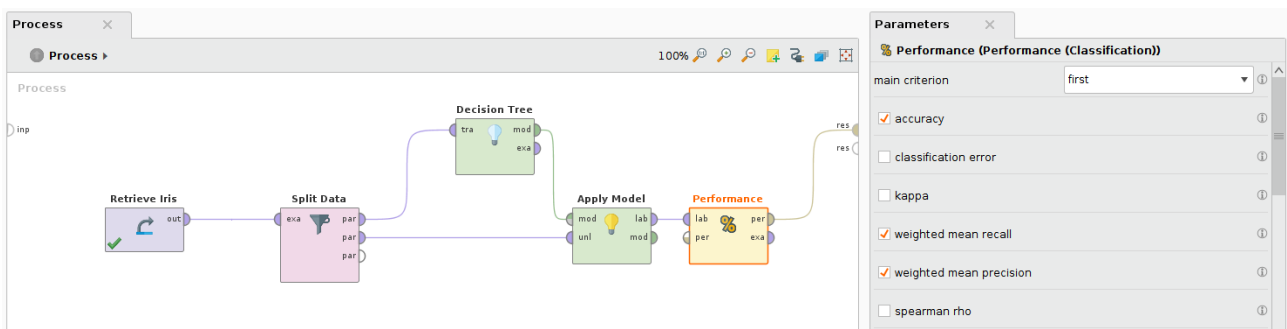 Process
Process
100%
Process
inp
res
res
Retrieve Iris
out
Split Data
exa
par
par
par
Decision Tree
tra
mod
exa
Apply Model
mod
lab
unl
mod
Performance
lab
%
per
per
exa
Parameters
% Performance (Performance (Classification))
main criterion
first
accuracy
classification error
kappa
weighted mean recall
weighted mean precision
spearman rho